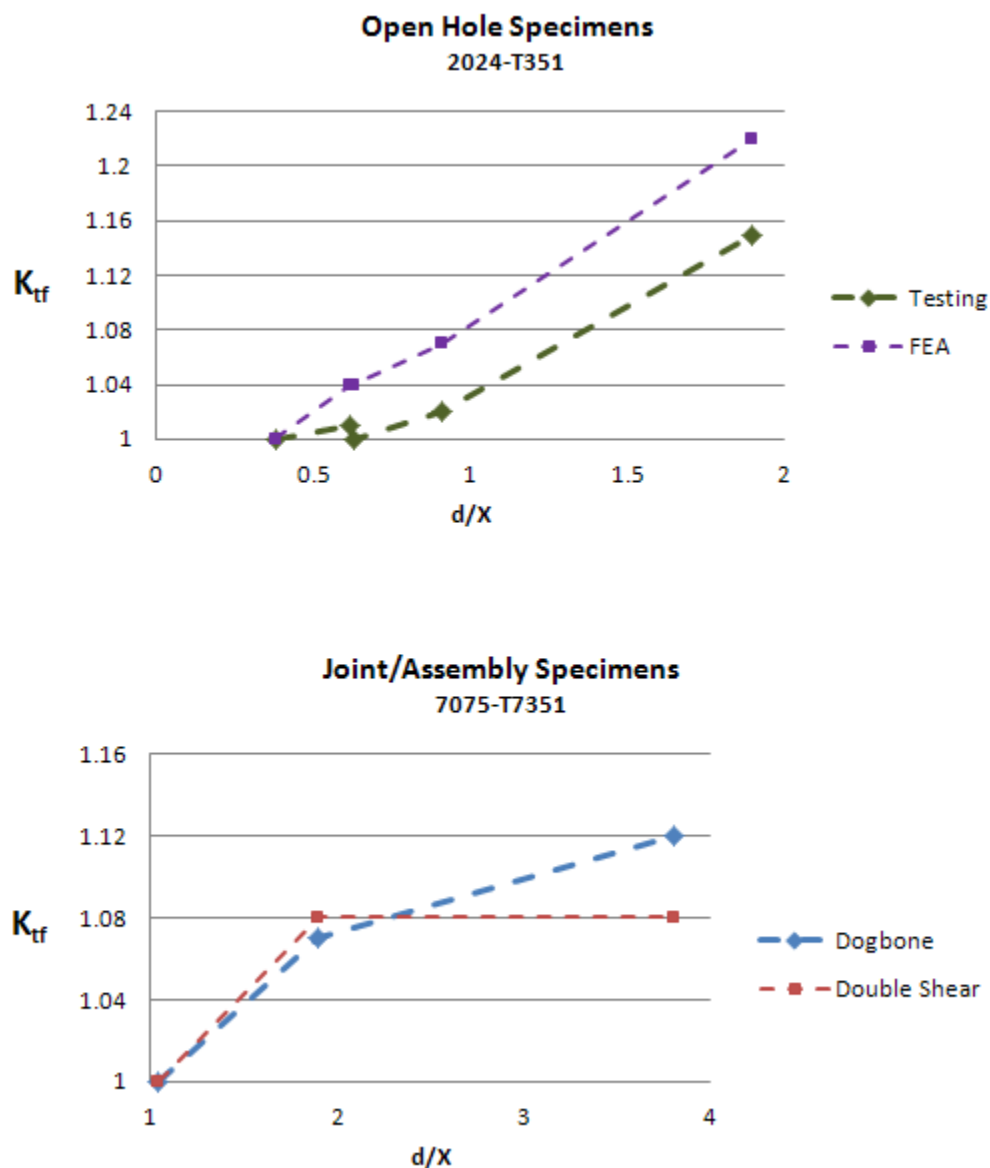 Open Hole Specimens
2024-T351
1.24
1.2
1.16
1.12
1.08
1.04
1
K_tf
0 0.5 1 1.5 2
d/X
Testing
FEA
Joint/Assembly Specimens
7075-T7351
1.16
1.12
1.08
1.04
1
K_tf
1 2 3 4
d/X
Dogbone
Double Shear